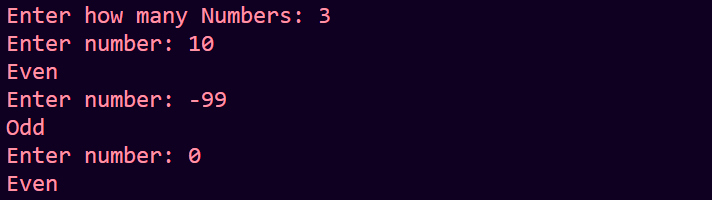 Enter how many Numbers: 3
Enter number: 10
Even
Enter number: -99
Odd
Enter number: 0
Even